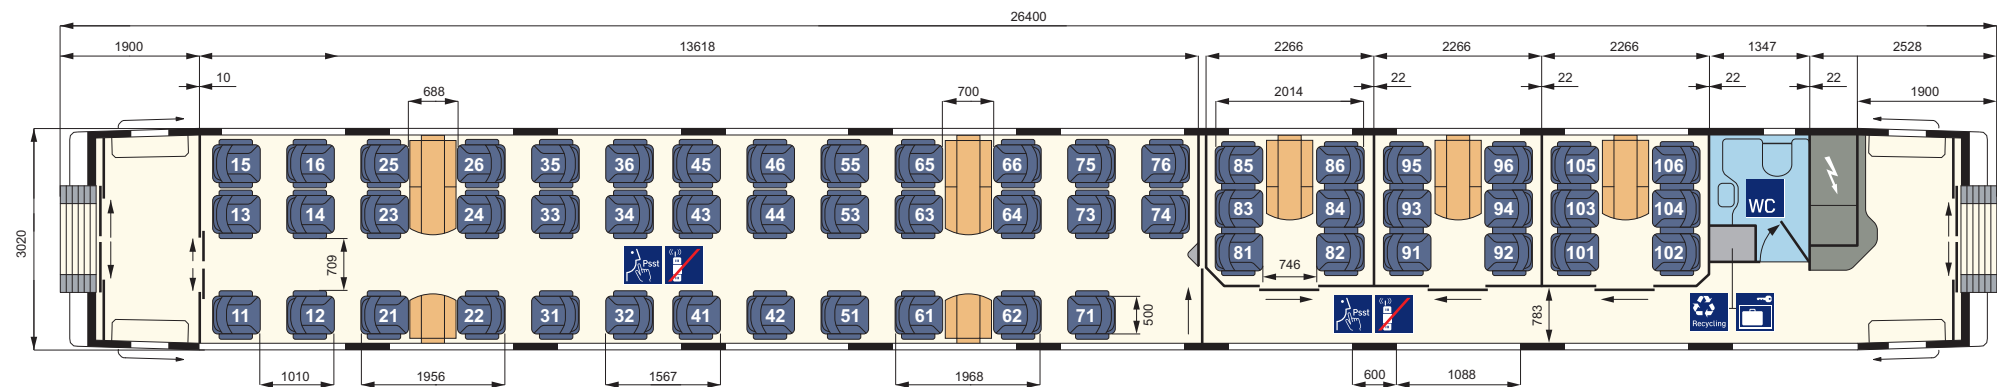 26400
1900 13618 2266 2266 2266 1347 2528
10 22 22 22 22
688 700 2014 1900
15 16 25 26 35 36 45 46 55 65 66 75 76 85 86 95 96 105 106
13 14 23 24 33 34 43 44 53 63 64 73 74 83 84 93 94 103 104 WC
3020 709 81 82 91 92 101 102
Psst 746
11 12 21 22 31 32 41 42 51 61 62 71 500 Psst 783 Recycling
1010 1956 1567 1968 600 1088